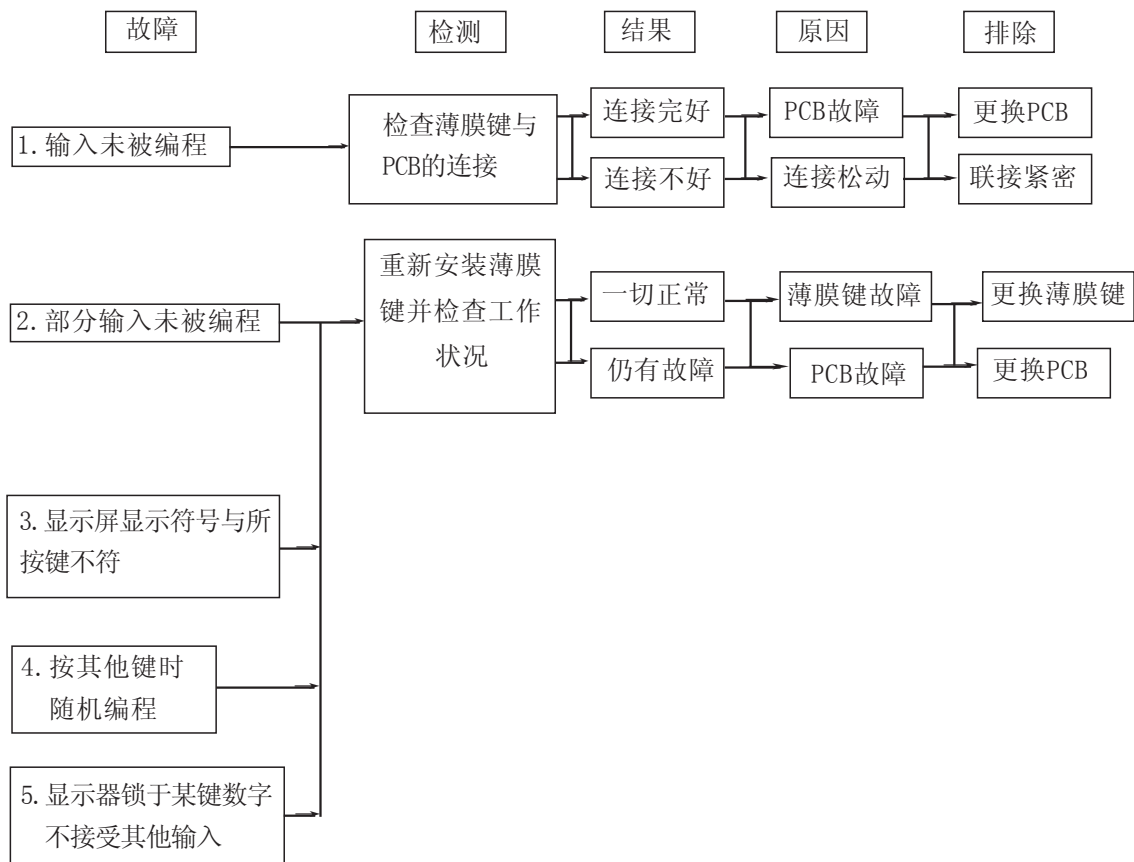 故障 检测 结果 原因 排除
1.输入未被编程
检查薄膜键与
PCB的连接
连接完好 PCB故障 更换PCB
连接不好 连接松动 联接紧密
2.部分输入未被编程
重新安装薄膜
键并检查工作
状况
一切正常 薄膜键故障 更换薄膜键
仍有故障 PCB故障 更换PCB
3.显示屏显示符号与所
按键不符
4.按其他键时
随机编程
5.显示器锁于某键数字
不接受其他输入